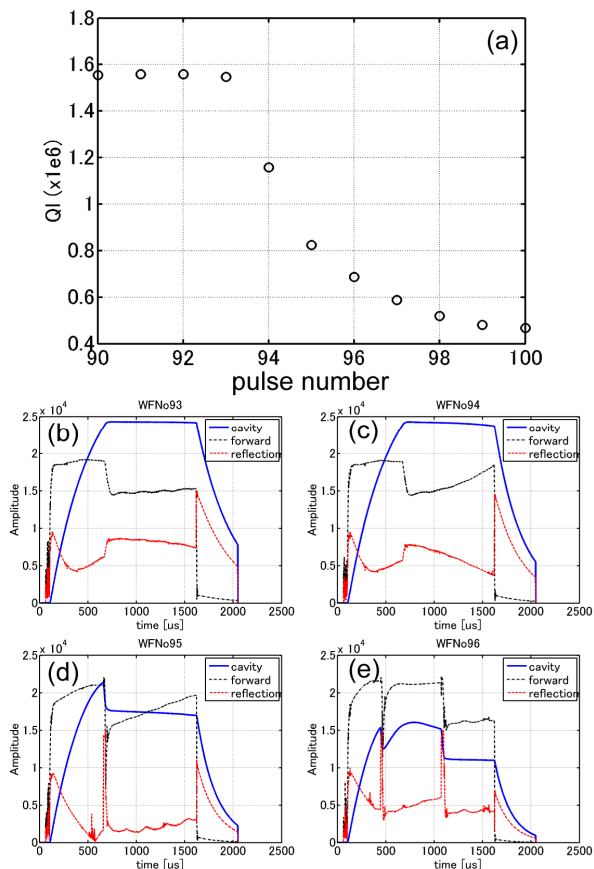 1.8
(a)
1.6
1.4
1.2
1
0.8
0.6
0.4
Ql (x1e6)
90 92 94 96 98 100
pulse number
2.5 x 10^4 WFNo93
(b)
cavity
forward
reflection
2
1.5
1
0.5
0
Amplitude
0 500 1000 1500 2000 2500
time [us]
2.5 x 10^4 WFNo94
(c)
cavity
forward
reflection
2
1.5
1
0.5
0
Amplitude
0 500 1000 1500 2000 2500
time [us]
2.5 x 10^4 WFNo95
(d)
cavity
forward
reflection
2
1.5
1
0.5
0
Amplitude
0 500 1000 1500 2000 2500
time [us]
2.5 x 10^4 WFNo96
(e)
cavity
forward
reflection
2
1.5
1
0.5
0
Amplitude
0 500 1000 1500 2000 2500
time [us]